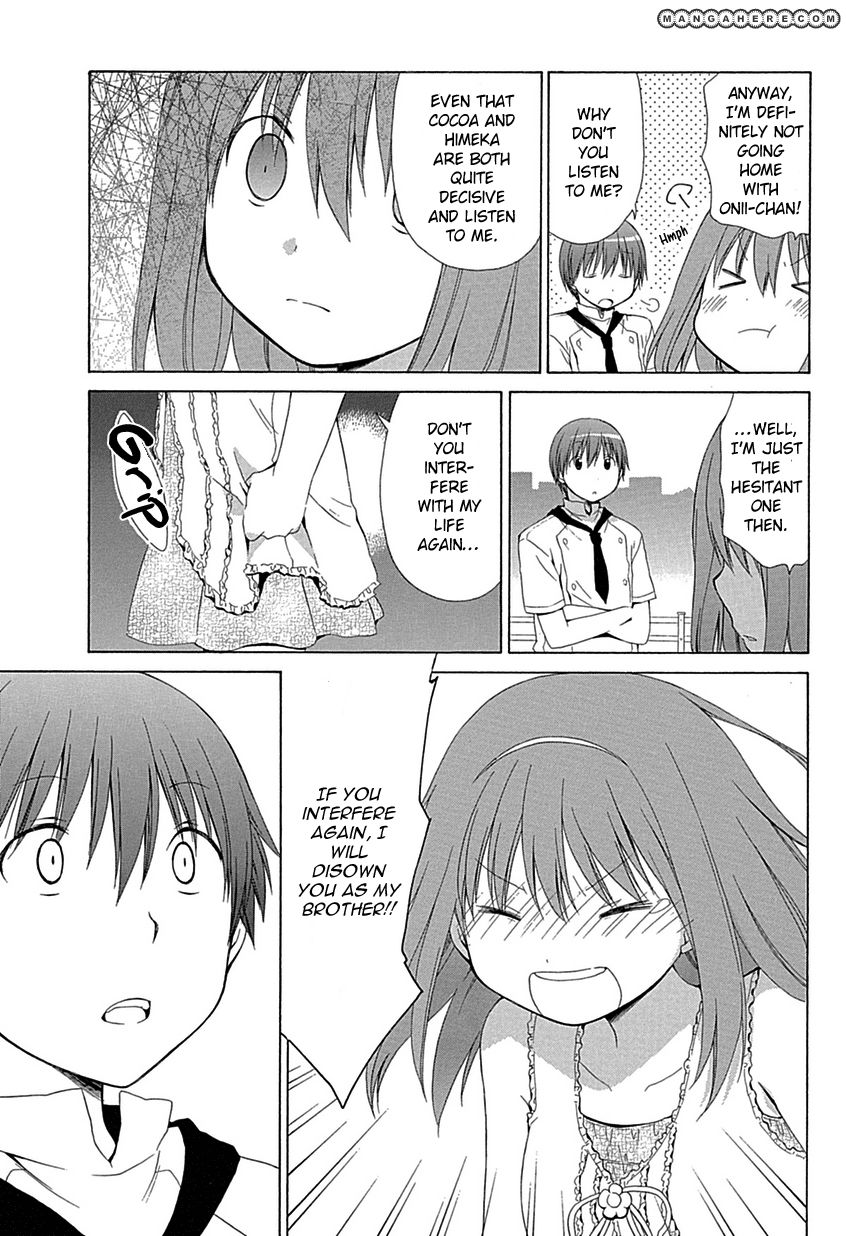 MANGAHERE.COM
ANYWAY,
I'M DEFI-
NITELY NOT
GOING
HOME
WITH
ONII-CHAN!
Hmph
WHY
DON'T
YOU
LISTEN
TO ME?
EVEN THAT
COCOA AND
HIMEKA
ARE BOTH
QUITE
DECISIVE
AND LISTEN
TO ME.
...WELL,
I'M JUST
THE
HESITANT
ONE
THEN.
DON'T
YOU
INTER-
FERE
WITH MY
LIFE
AGAIN...
Grip
IF YOU
INTERFERE
AGAIN, I
WILL
DISOWN
YOU AS MY
BROTHER!!